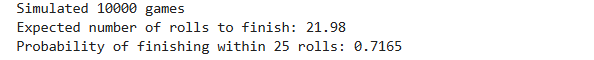 Simulated 10000 games
Expected number of rolls to finish: 21.98
Probability of finishing within 25 rolls: 0.7165